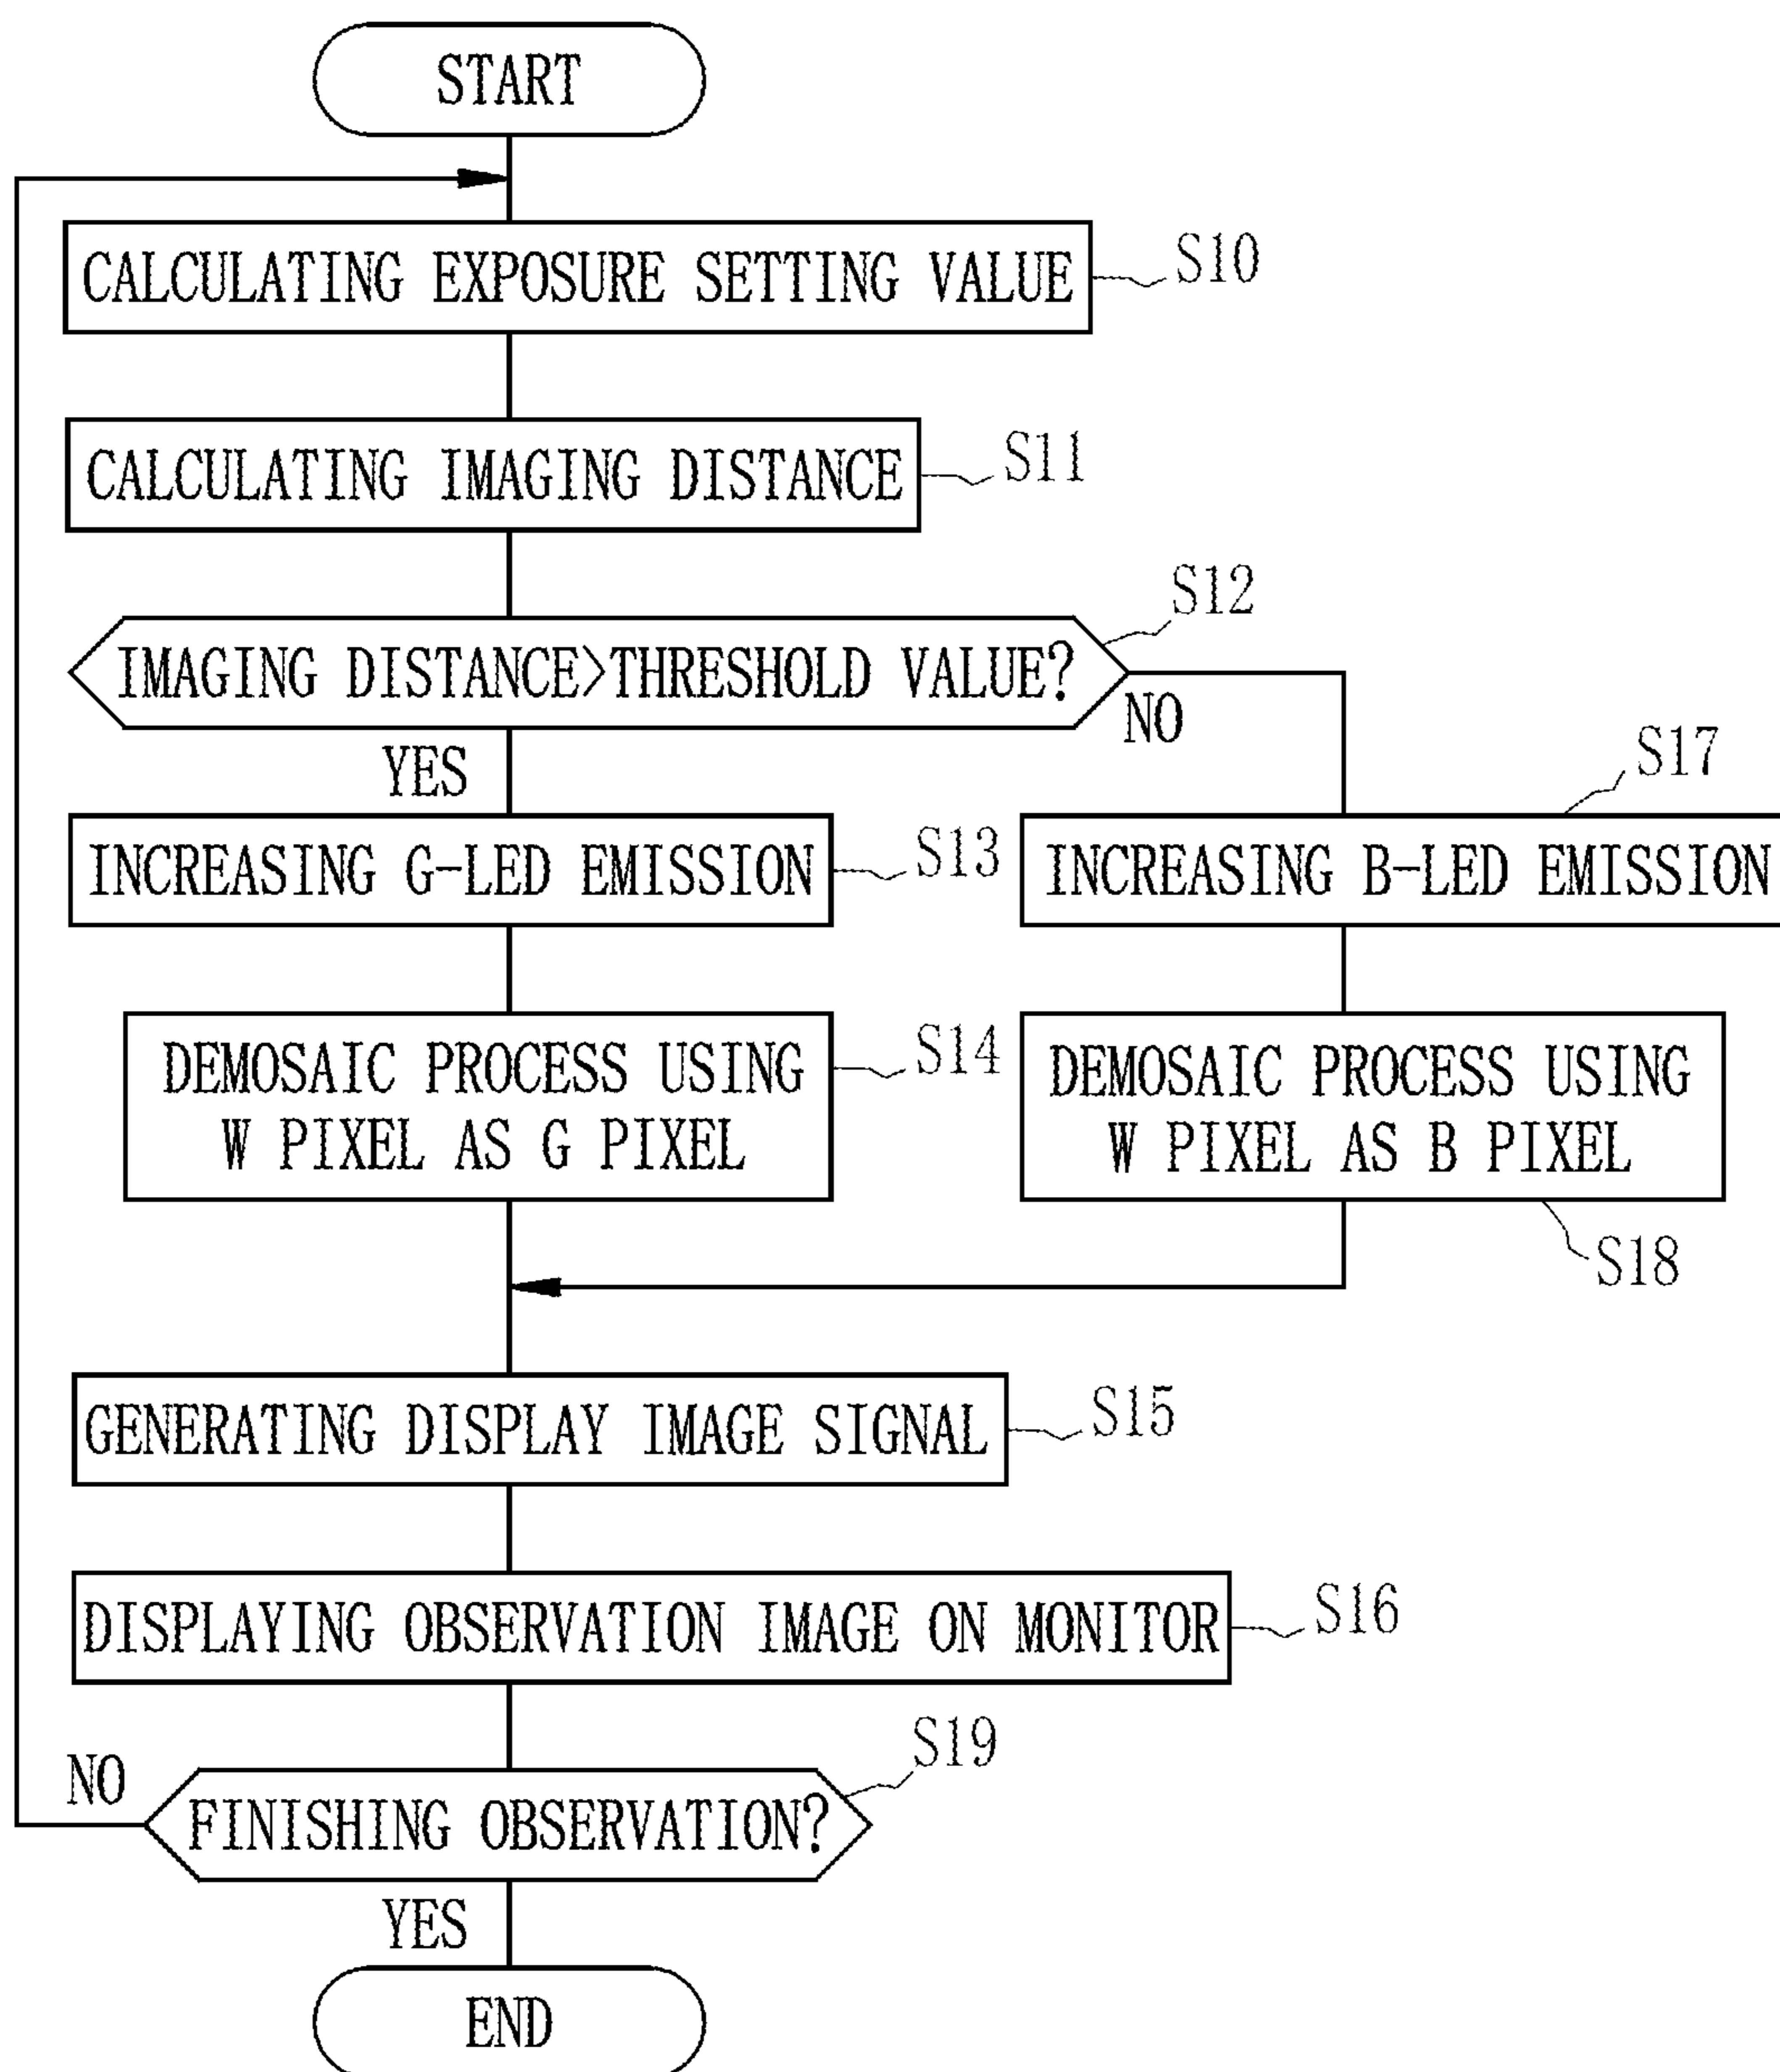 START
CALCULATING EXPOSURE SETTING VALUE
S10
CALCULATING IMAGING DISTANCE
S11
S12
IMAGING DISTANCE>THRESHOLD VALUE?
NO
YES
S17
INCREASING G-LED EMISSION
S13
INCREASING B-LED EMISSION
DEMOSAIC PROCESS USING
W PIXEL AS G PIXEL
S14
DEMOSAIC PROCESS USING
W PIXEL AS B PIXEL
S18
GENERATING DISPLAY IMAGE SIGNAL
S15
DISPLAYING OBSERVATION IMAGE ON MONITOR
S16
S19
NO
FINISHING OBSERVATION?
YES
END